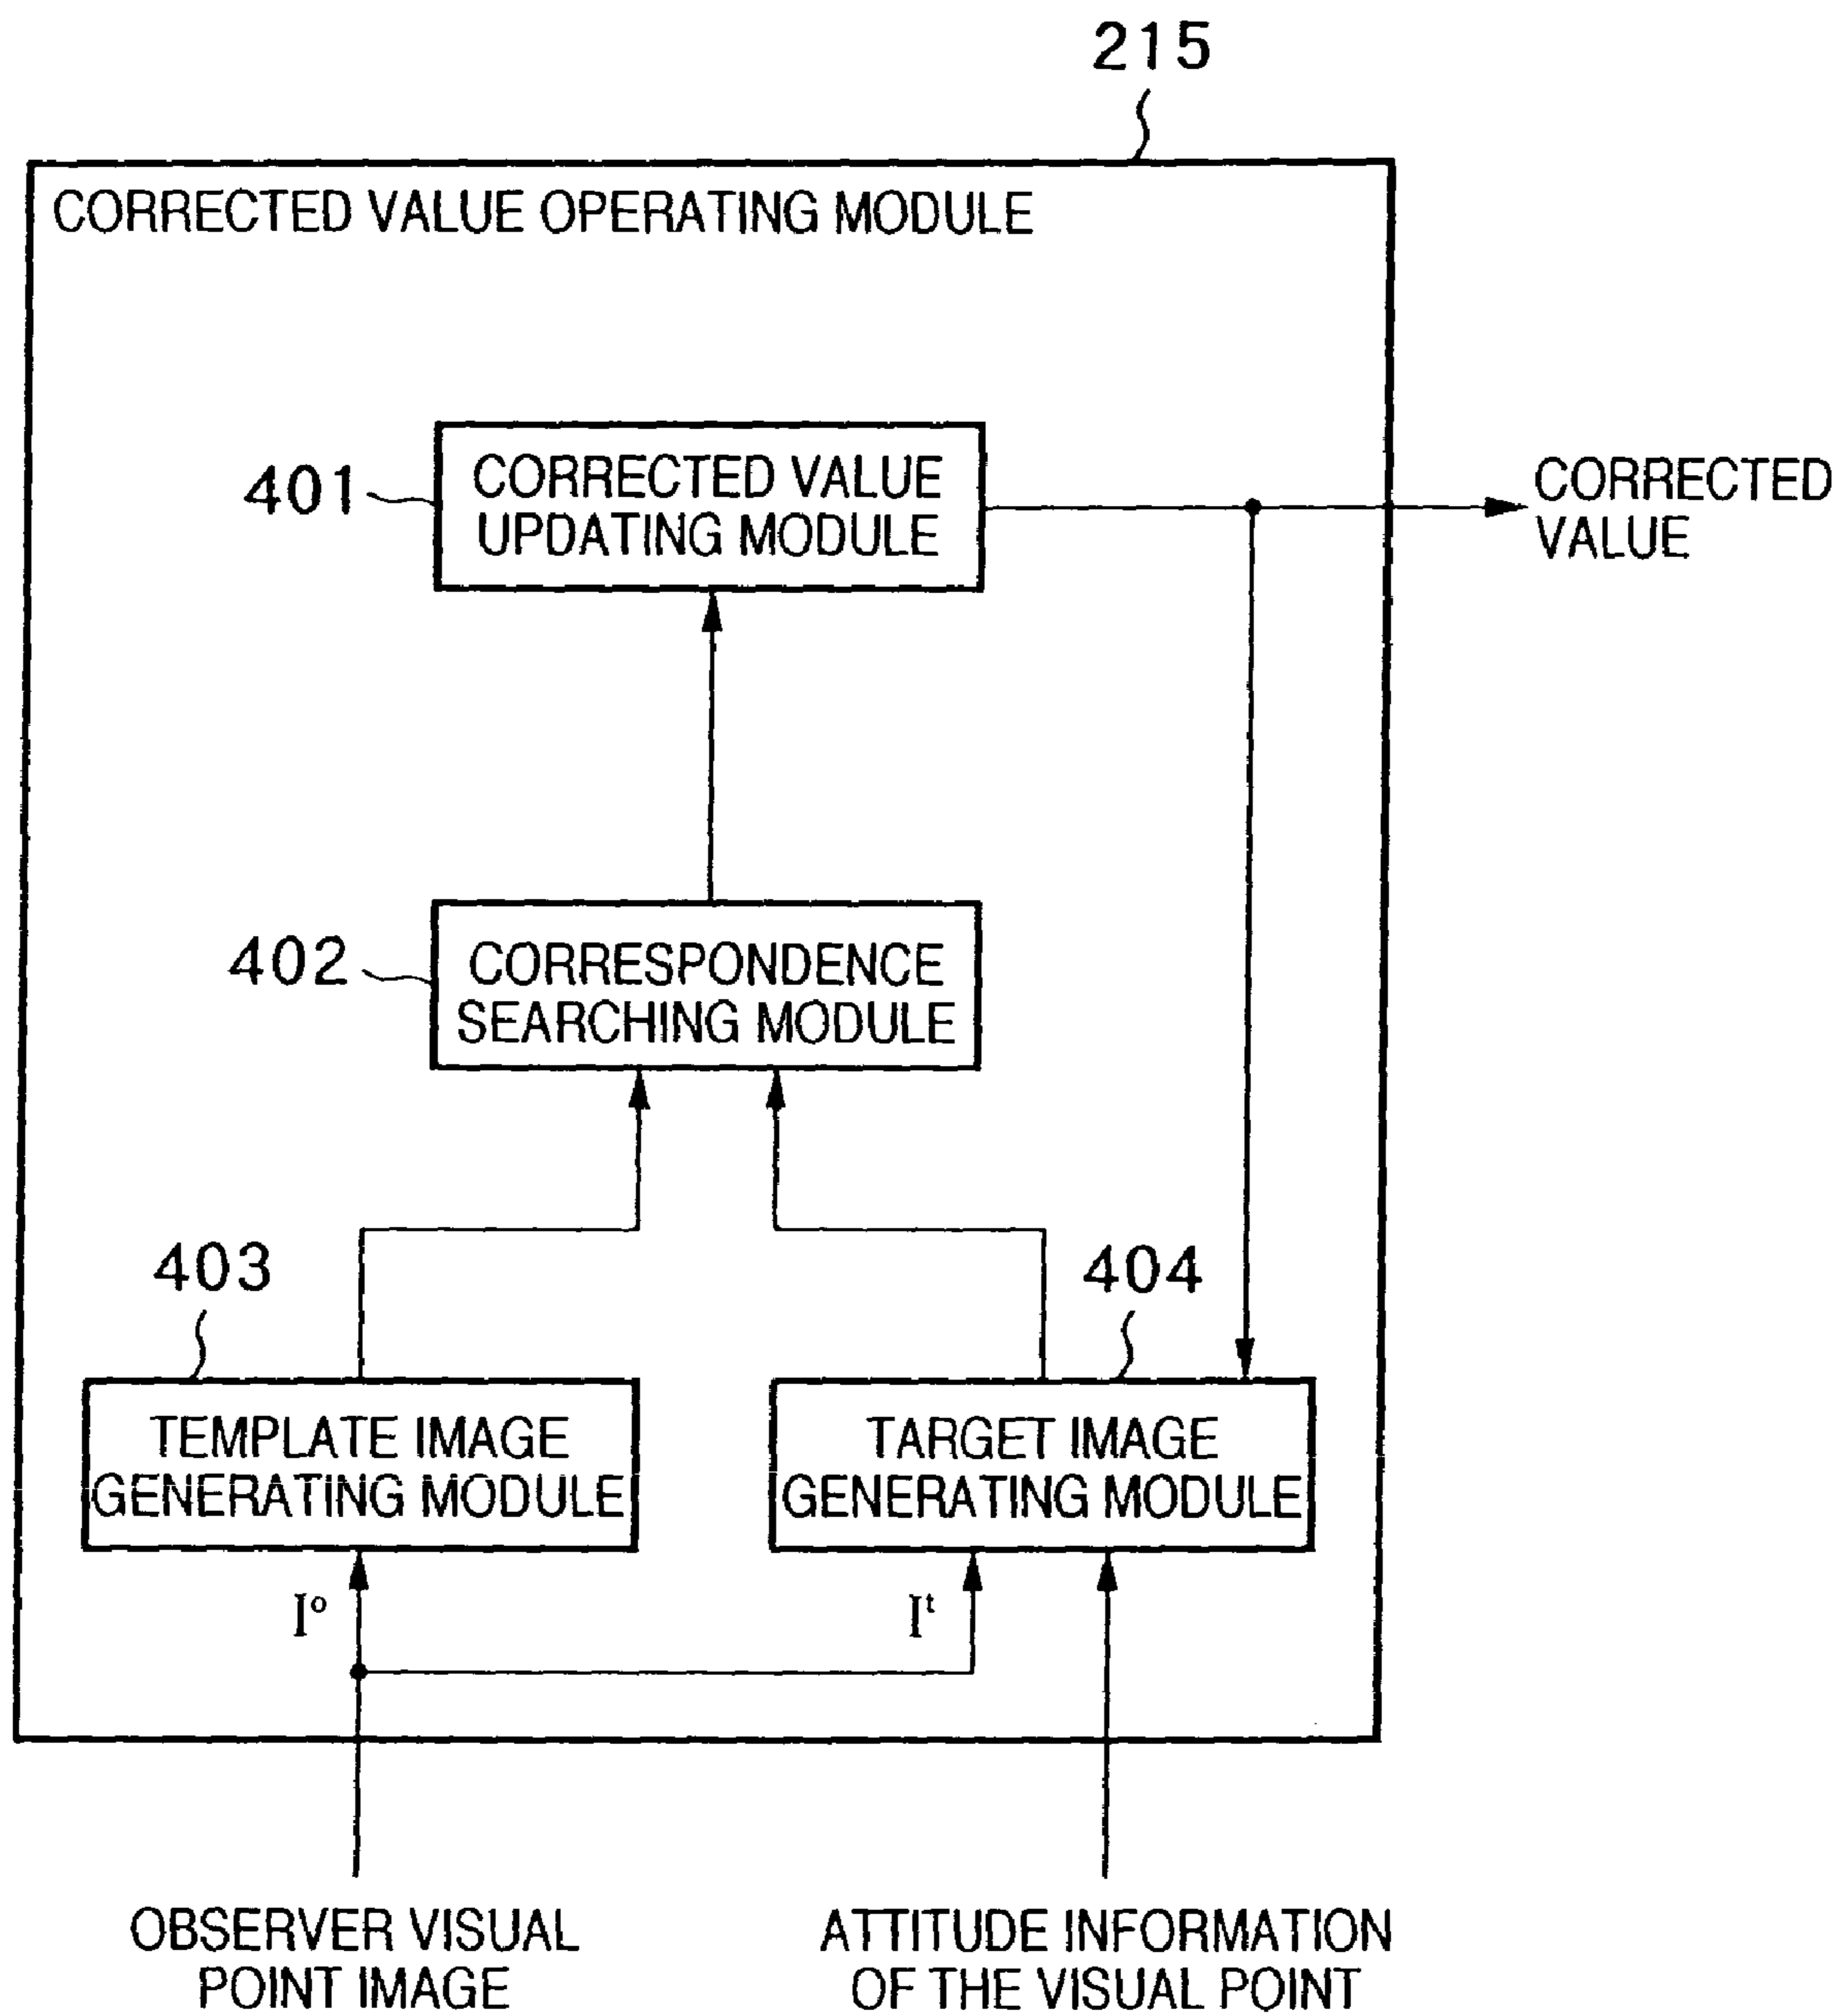 215
CORRECTED VALUE OPERATING MODULE
401
CORRECTED VALUE
UPDATING MODULE
CORRECTED
VALUE
402
CORRESPONDENCE
SEARCHING MODULE
403
404
TEMPLATE IMAGE
GENERATING MODULE
TARGET IMAGE
GENERATING MODULE
Iº
Iᵗ
OBSERVER VISUAL
POINT IMAGE
ATTITUDE INFORMATION
OF THE VISUAL POINT